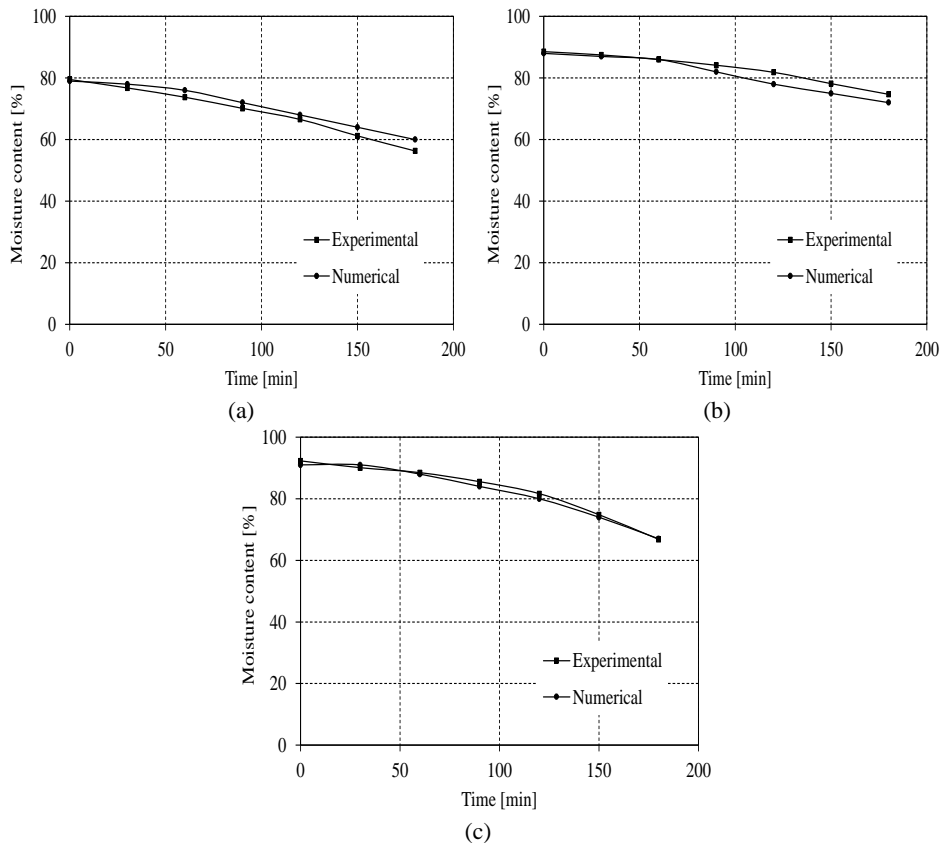 100
80
60
40
20
0
Moisture content [%]
Experimental
Numerical
0 50 100 150 200
Time [min]
(a)
100
80
60
40
20
0
Moisture content [%]
Experimental
Numerical
0 50 100 150 200
Time [min]
(b)
100
80
60
40
20
0
Moisture content [%]
Experimental
Numerical
0 50 100 150 200
Time [min]
(c)